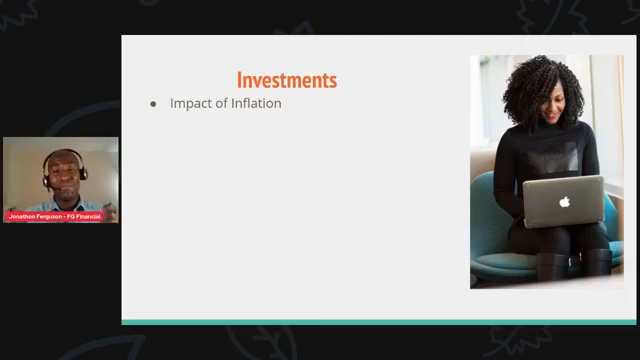 Investments
● Impact of Inflation
Jonathon Ferguson - FG Financial